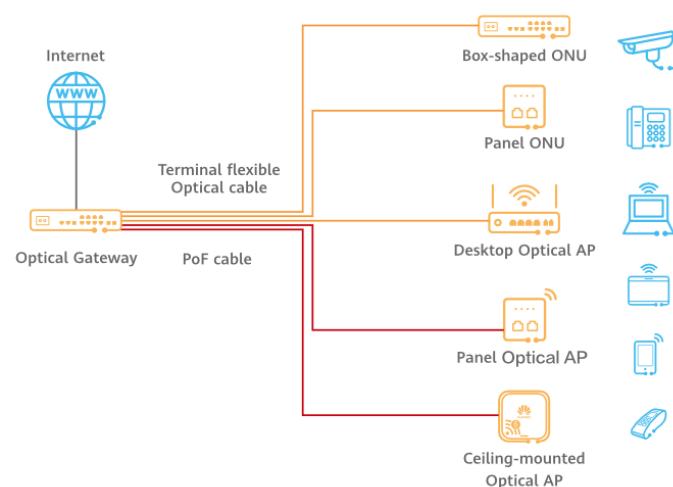 Internet
WWW
Box-shaped ONU
Panel ONU
Terminal flexible
Optical cable
Desktop Optical AP
Optical Gateway
PoF cable
Panel Optical AP
Ceiling-mounted
Optical AP